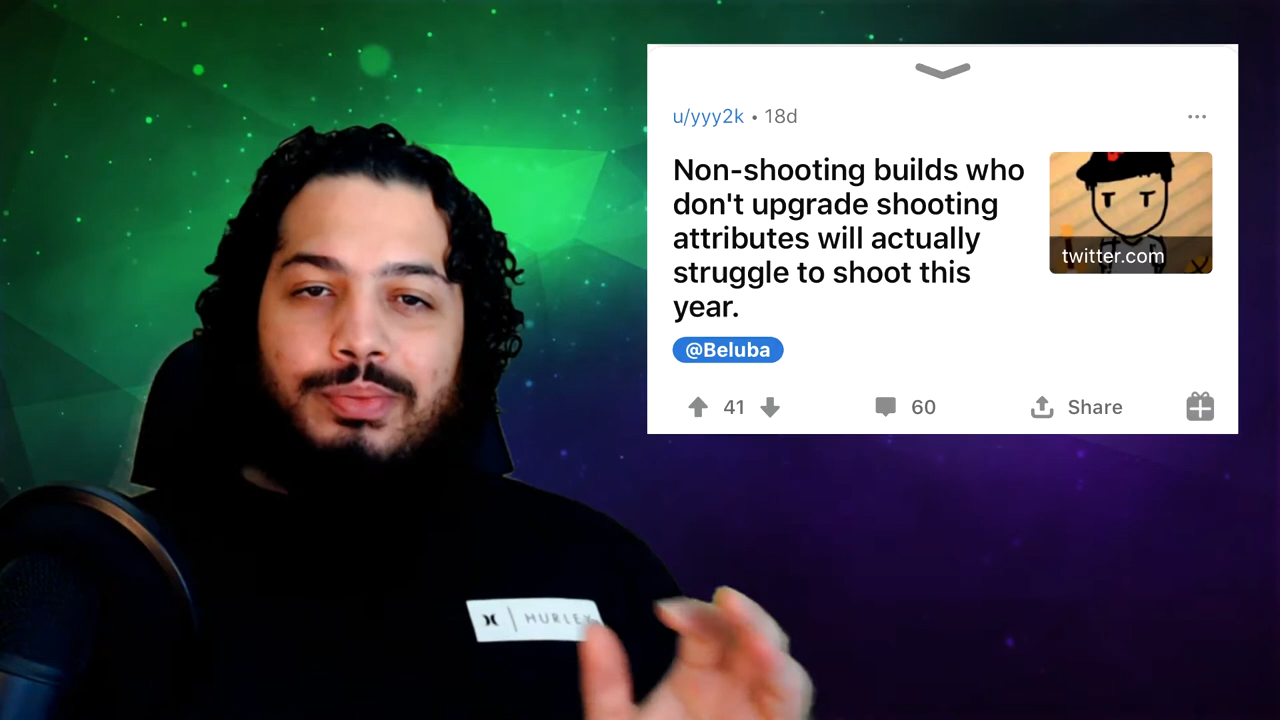 u/yyy2k • 18d
Non-shooting builds who
don't upgrade shooting
attributes will actually
struggle to shoot this
year.
twitter.com
@Beluba
41
60
Share
HURLEY